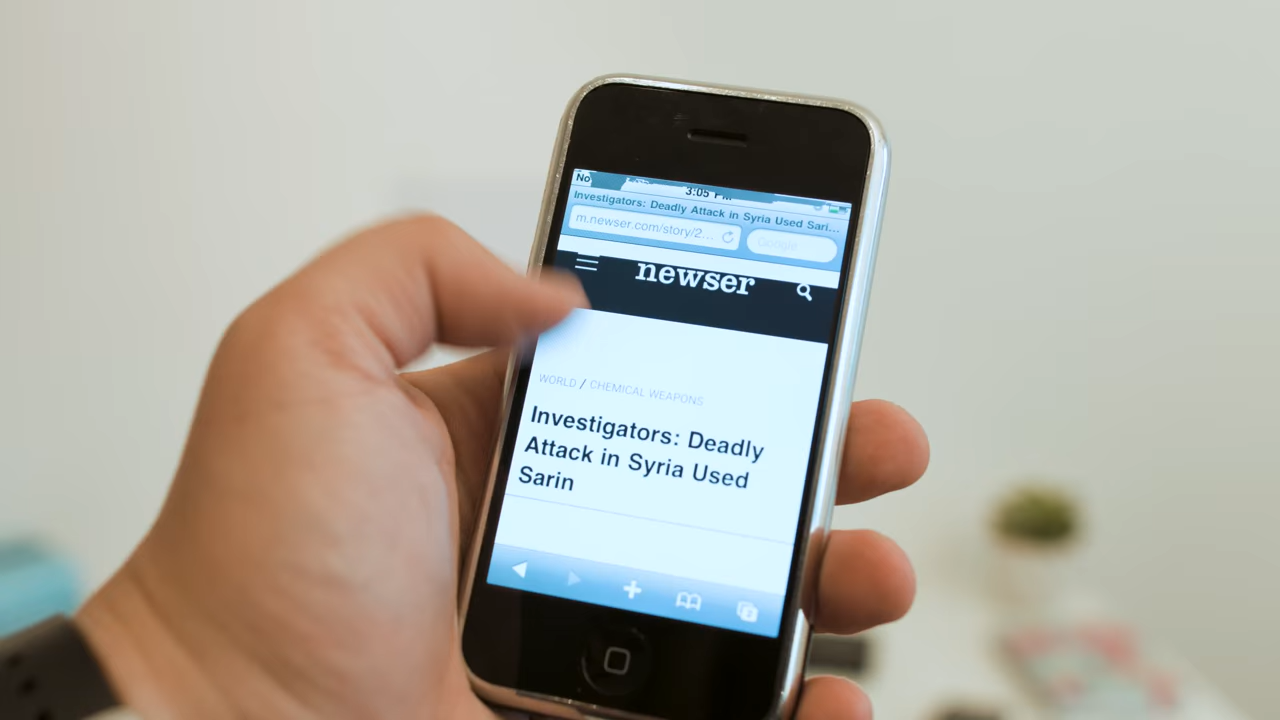 No
3:05 PM
Investigators: Deadly Attack in Syria Used Sari...
m.newser.com/story/2...
Google
newser
WORLD / CHEMICAL WEAPONS
Investigators: Deadly
Attack in Syria Used
Sarin
2